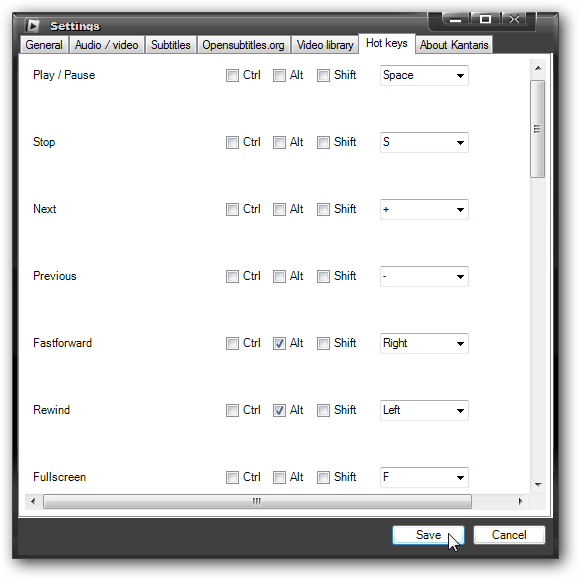 Settings
General Audio / video Subtitles Opensubtitles.org Video library Hot keys About Kantaris
Play / Pause Ctrl Alt Shift Space
Stop Ctrl Alt Shift S
Next Ctrl Alt Shift +
Previous Ctrl Alt Shift -
Fastforward Ctrl Alt Shift Right
Rewind Ctrl Alt Shift Left
Fullscreen Ctrl Alt Shift F
Save Cancel